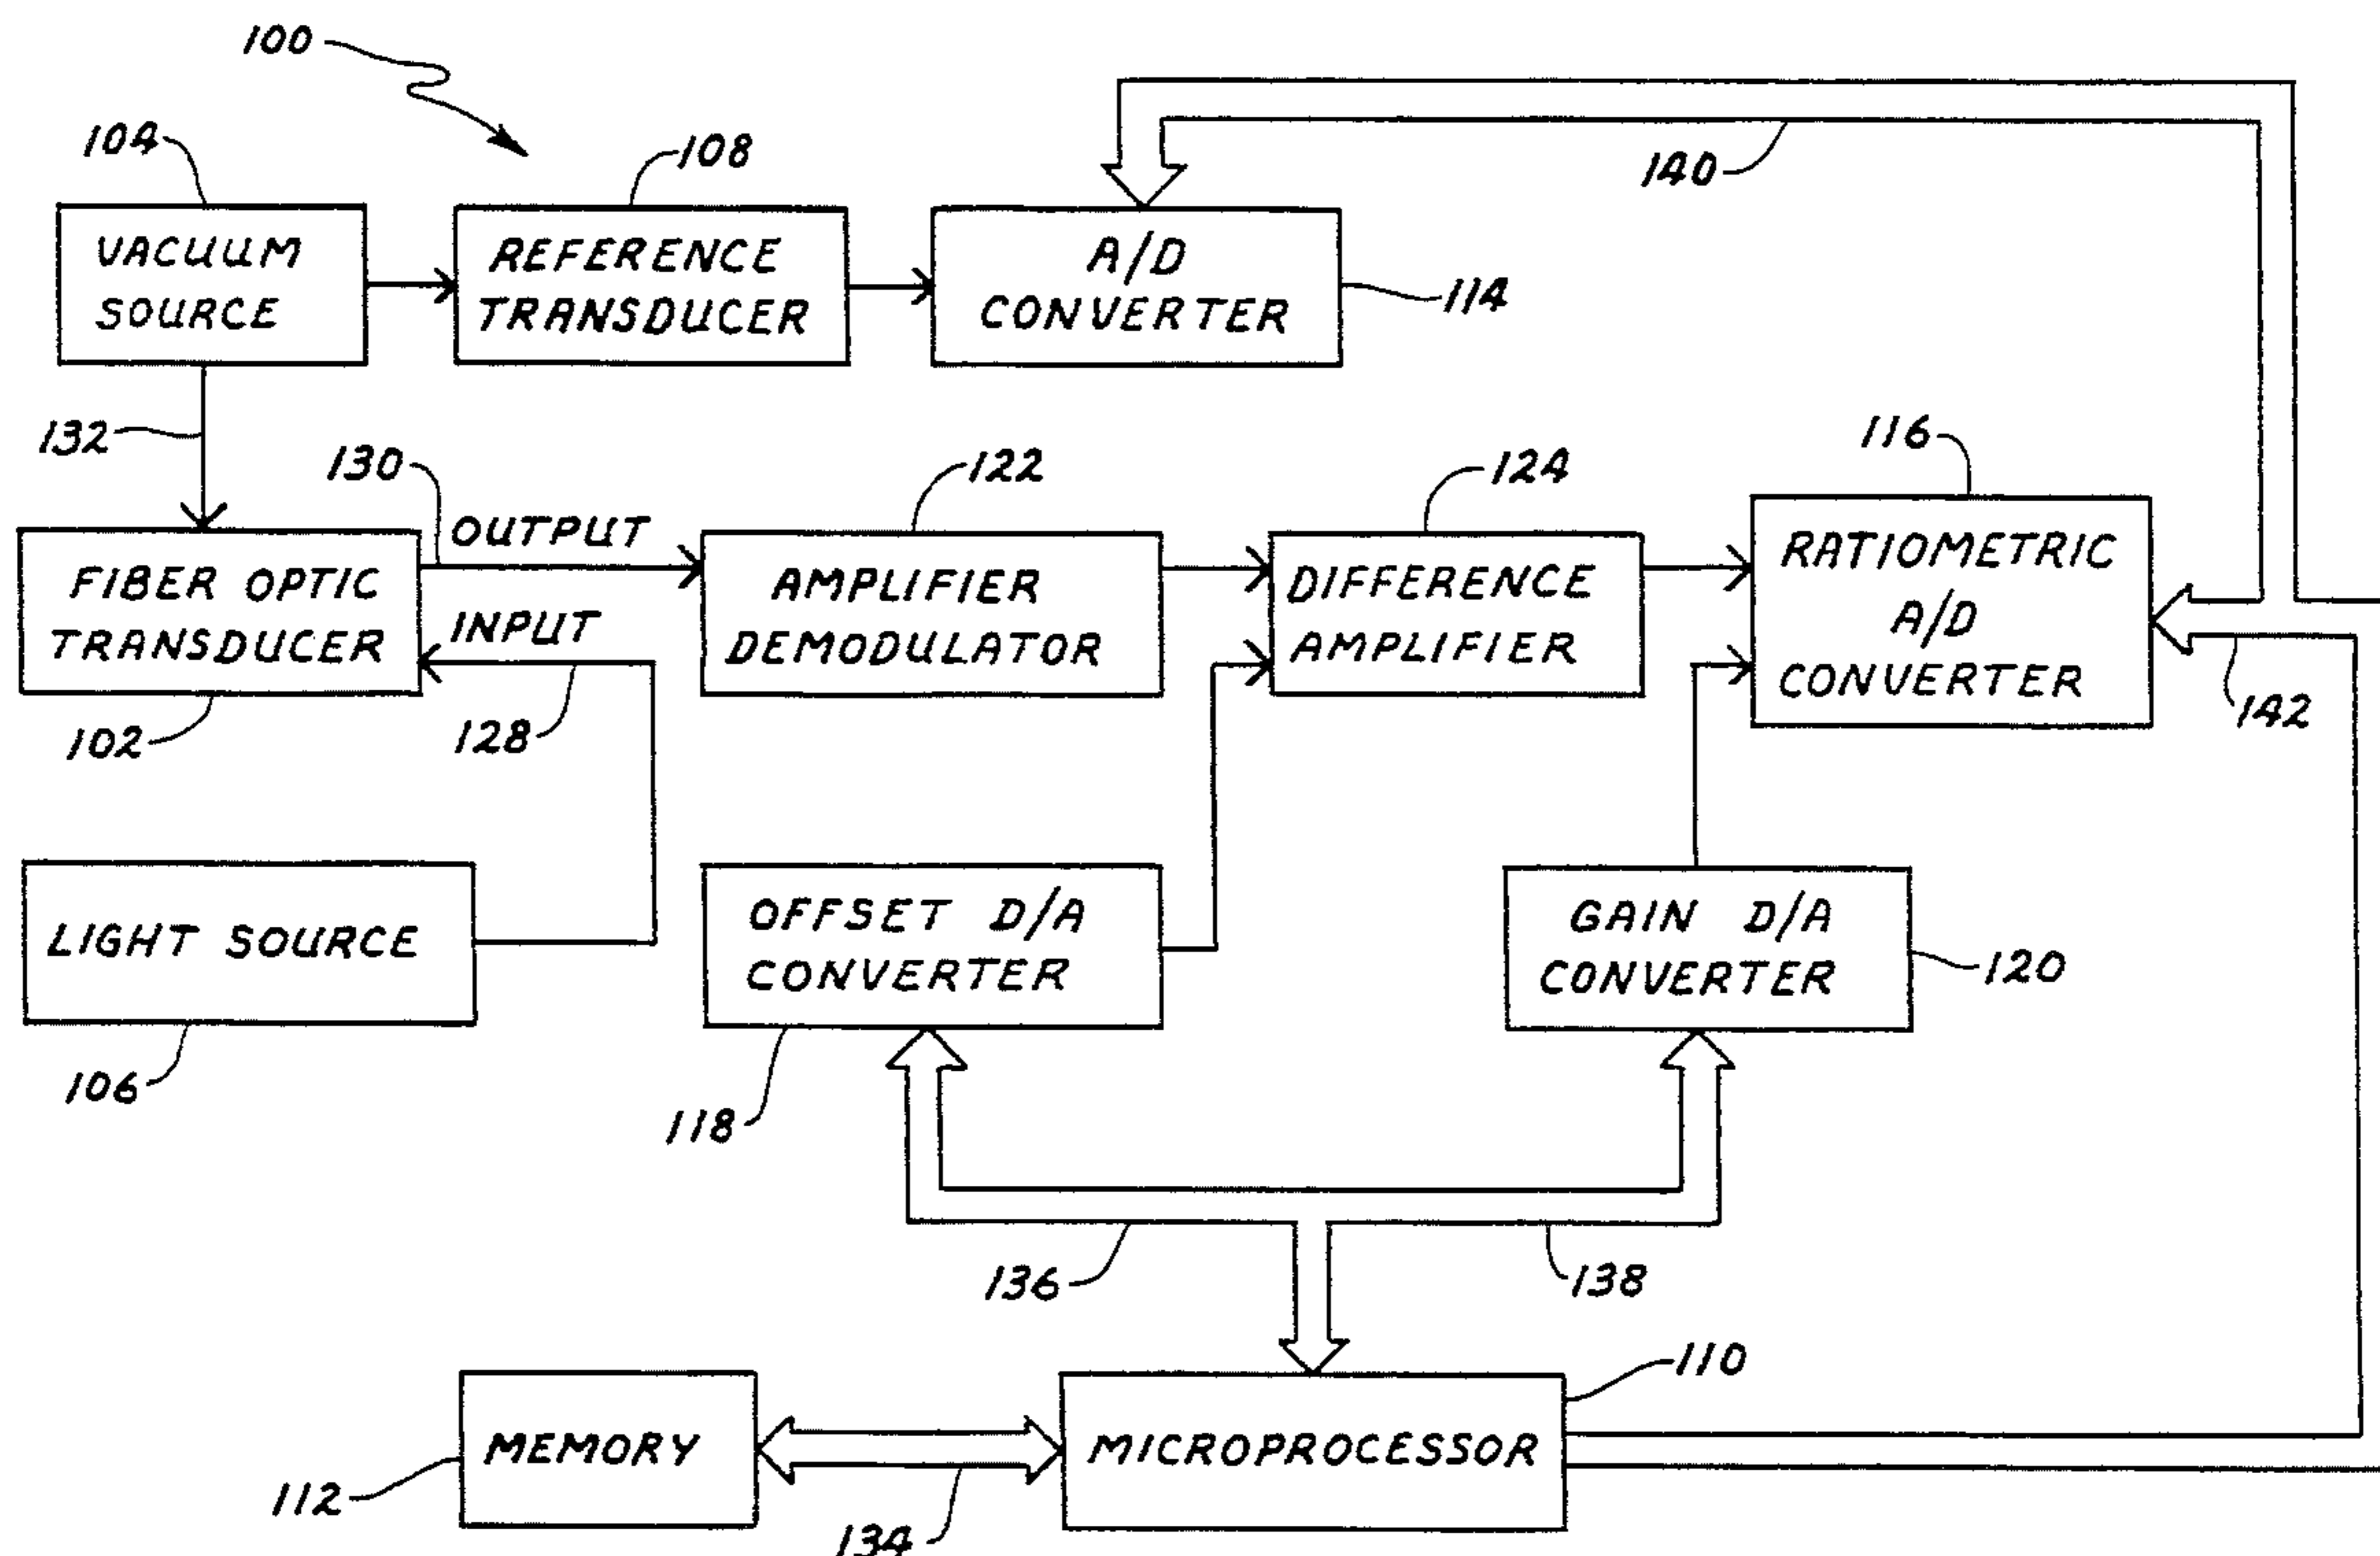 100
104
108
140
VACUUM
SOURCE
REFERENCE
TRANSDUCER
A/D
CONVERTER
114
132
130
122
124
116
OUTPUT
INPUT
FIBER OPTIC
TRANSDUCER
AMPLIFIER
DEMODULATOR
DIFFERENCE
AMPLIFIER
RATIOMETRIC
A/D
CONVERTER
102
128
142
LIGHT SOURCE
OFFSET D/A
CONVERTER
GAIN D/A
CONVERTER
120
106
118
136
138
110
MEMORY
MICROPROCESSOR
112
134